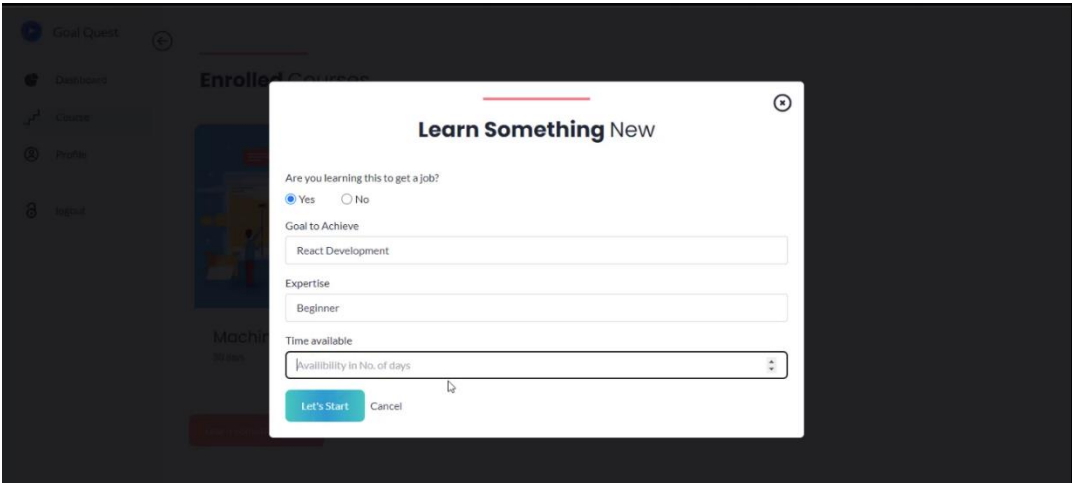 Goal Quest
Dashboard
Course
Profile
logout
Enrolled Courses
Learn Something New
Are you learning this to get a job?
Yes No
Goal to Achieve
React Development
Expertise
Beginner
Time available
Availibility in No. of days
Let's Start Cancel
Machin